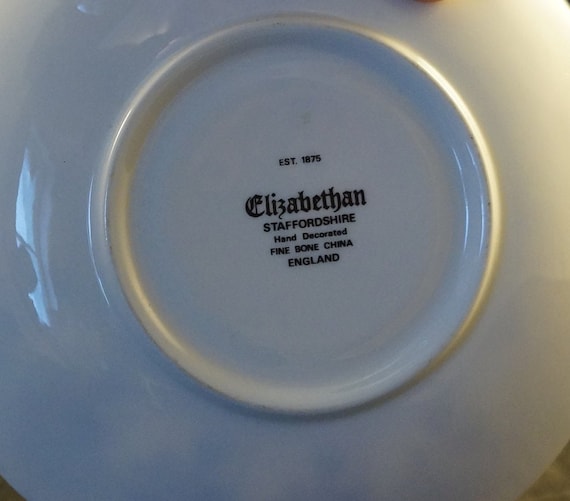 EST. 1875
Elizabethan
STAFFORDSHIRE
Hand Decorated
FINE BONE CHINA
ENGLAND